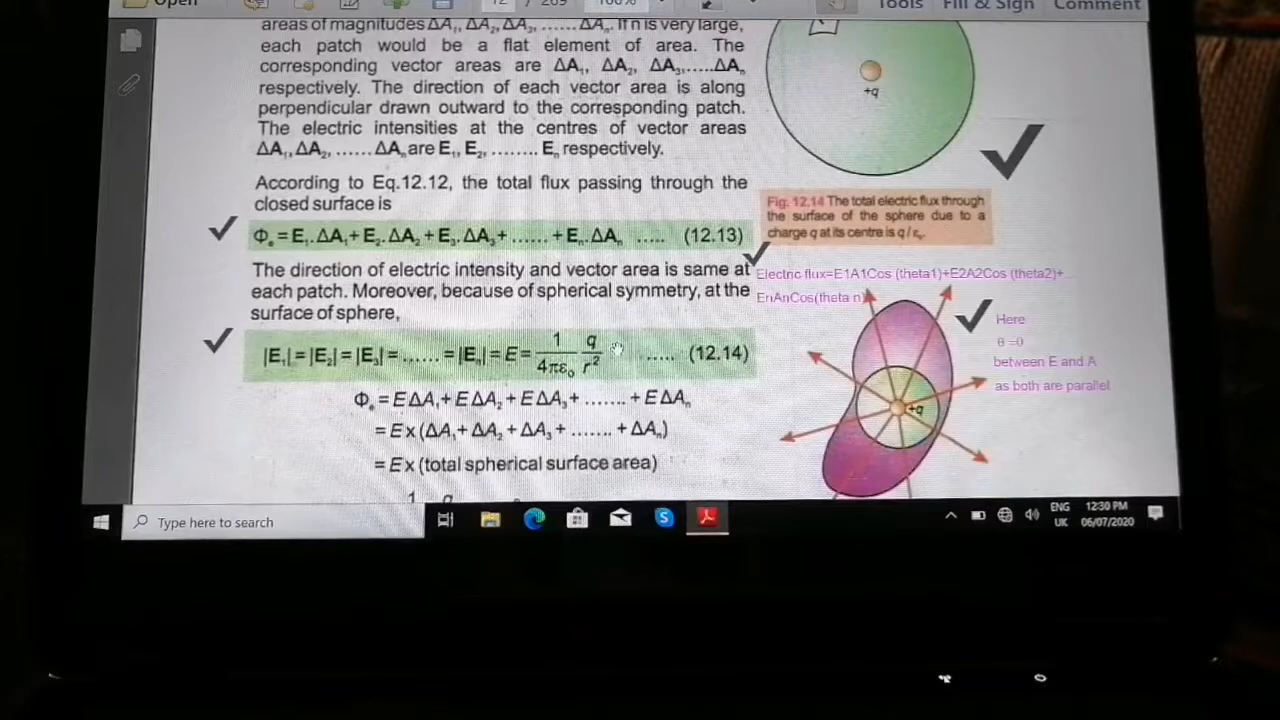 Open
12 / 269
100%
Tools Fill & Sign Comment
areas of magnitudes ΔA₁, ΔA₂, ΔA₃, ...... ΔAₙ. If n is very large,
each patch would be a flat element of area. The
corresponding vector areas are ΔA₁, ΔA₂, ΔA₃,.....ΔAₙ
respectively. The direction of each vector area is along
perpendicular drawn outward to the corresponding patch.
The electric intensities at the centres of vector areas
ΔA₁, ΔA₂, ...... ΔAₙ are E₁, E₂, ........ Eₙ respectively.
According to Eq.12.12, the total flux passing through the
closed surface is
Φₑ = E₁.ΔA₁ + E₂.ΔA₂ + E₃.ΔA₃ + ...... + Eₙ.ΔAₙ ..... (12.13)
The direction of electric intensity and vector area is same at
each patch. Moreover, because of spherical symmetry, at the
surface of sphere,
|E₁| = |E₂| = |E₃| = ...... = |Eₙ| = E = 1/4πε₀ q/r² ..... (12.14)
Φₑ = EΔA₁ + EΔA₂ + EΔA₃ + ....... + EΔAₙ
= E x (ΔA₁ + ΔA₂ + ΔA₃ + ....... + ΔAₙ)
= E x (total spherical surface area)
1 q
+q
Fig. 12.14 The total electric flux through
the surface of the sphere due to a
charge q at its centre is q / ε₀.
Electric flux=E1A1Cos (theta1)+E2A2Cos (theta2)+
EnAnCos(theta n)
Here
θ =0
between E and A
as both are parallel
+q
Type here to search
ENG
UK
12:30 PM
06/07/2020